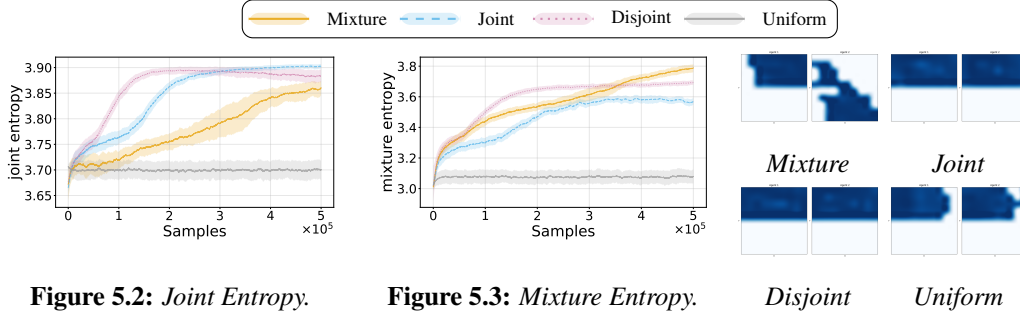 Mixture Joint Disjoint Uniform
joint entropy
3.90
3.85
3.80
3.75
3.70
3.65
0 1 2 3 4 5
Samples ×10⁵
mixture entropy
3.8
3.6
3.4
3.2
3.0
0 1 2 3 4 5
Samples ×10⁵
Mixture Joint
Disjoint Uniform
Figure 5.2: Joint Entropy.
Figure 5.3: Mixture Entropy.